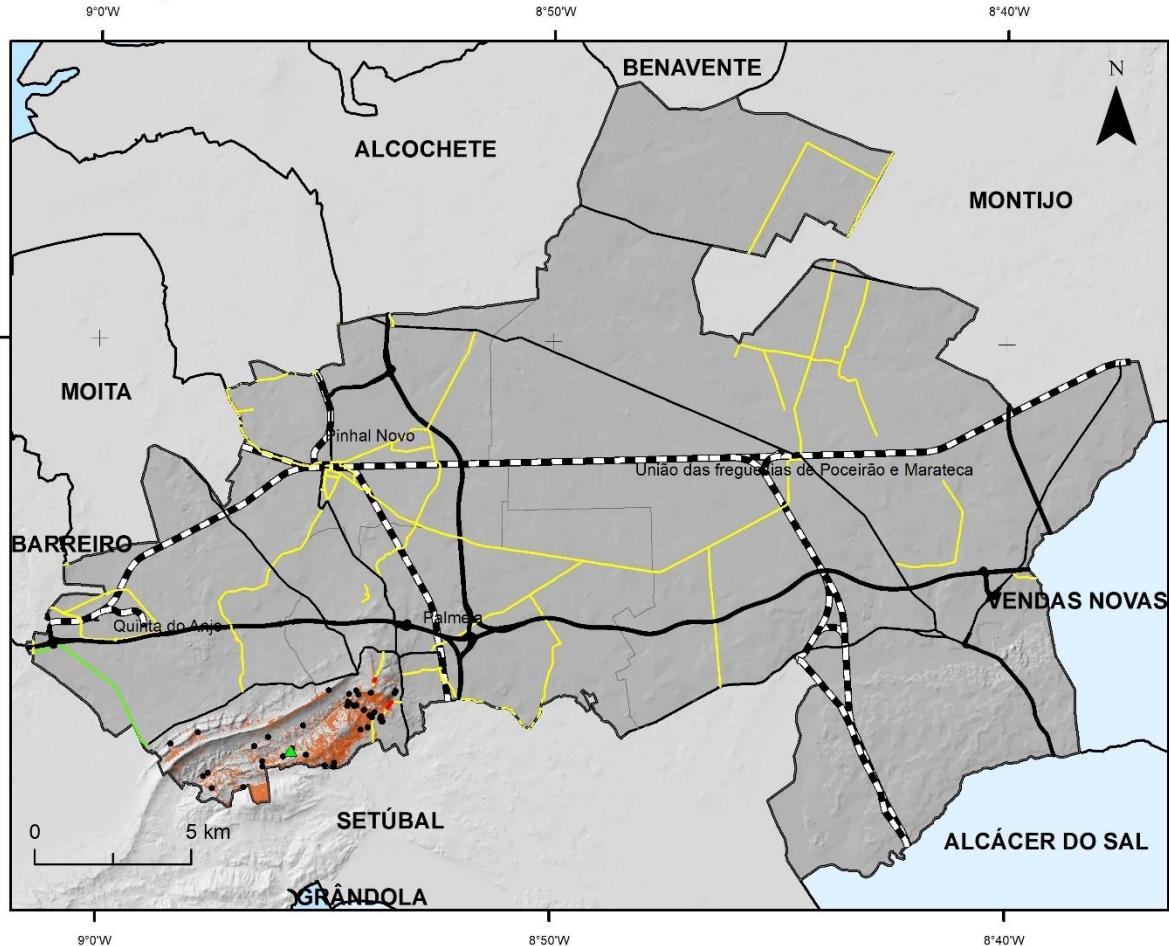 9°0'W
8°50'W
8°40'W
BENAVENTE
N
ALCOCHETE
MONTIJO
MOITA
Pinhal Novo
União das freguesias de Poceirão e Marateca
BARREIRO
VENDAS NOVAS
Palmela
Quinta do Anjo
SETÚBAL
0
5 km
ALCÁCER DO SAL
GRÂNDOLA
9°0'W
8°50'W
8°40'W